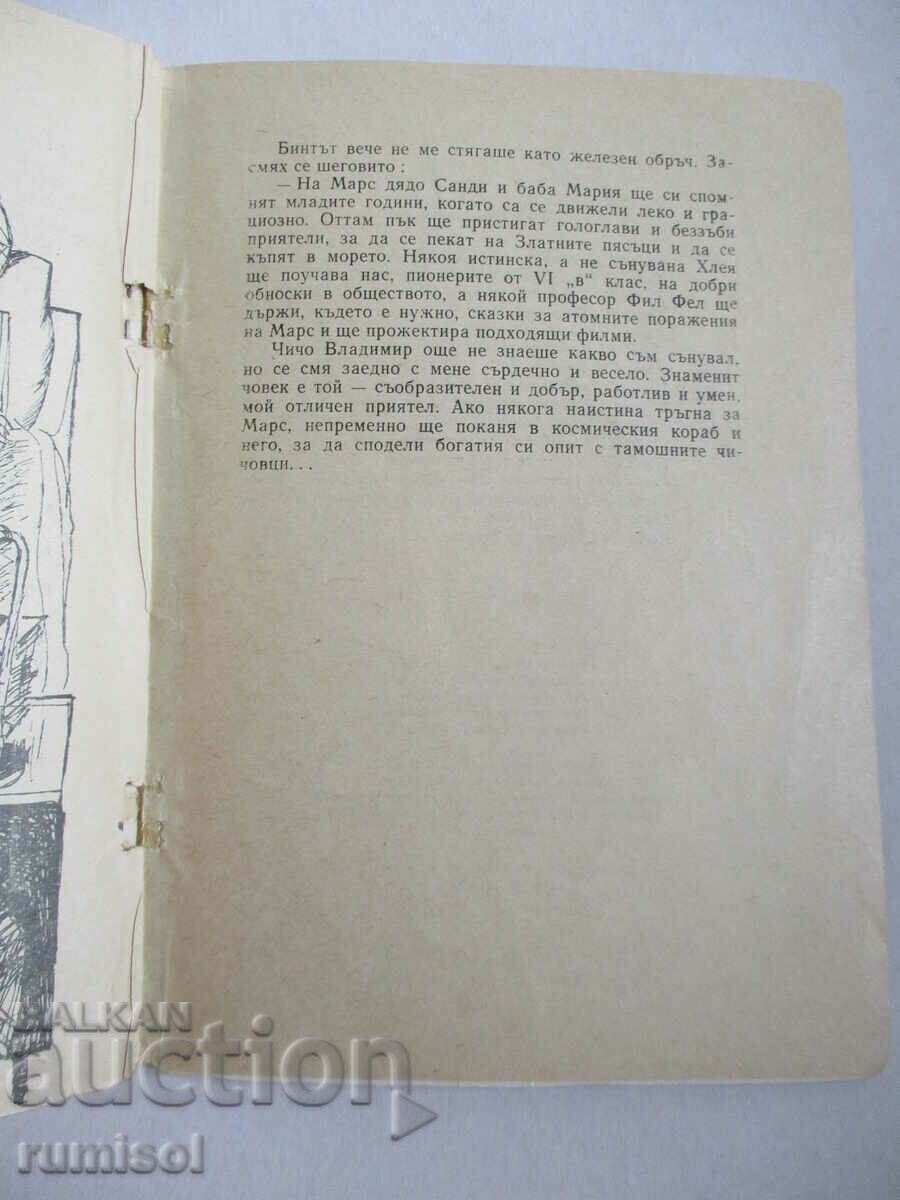 Бинтът вече не ме стягаше като железен обръч. За-
смях се шеговито :
— На Марс дядо Санди и баба Мария ще си спом-
нят младите години, когато са се движели леко и гра-
циозно. Оттам пък ще пристигат гологлави и беззъби
приятели, за да се пекат на Златните пясъци и да се
къпят в морето. Някоя истинска, а не сънувана Хлея
ще поучава нас, пионерите от VI „в“ клас, на добри
обноски в обществото, а някой професор Фил Фел ще
държи, където е нужно, сказки за атомните поражения
на Марс и ще прожектира подходящи филми.
Чичо Владимир още не знаеше какво съм сънувал,
но се смя заедно с мене сърдечно и весело. Знаменит
човек е той — съобразителен и добър, работлив и умен,
мой отличен приятел. Ако някога наистина тръгна за
Марс, непременно ще поканя в космическия кораб и
него, за да сподели богатия си опит с тамошните чи-
човци. . .
BALKAN
auction
rumisol